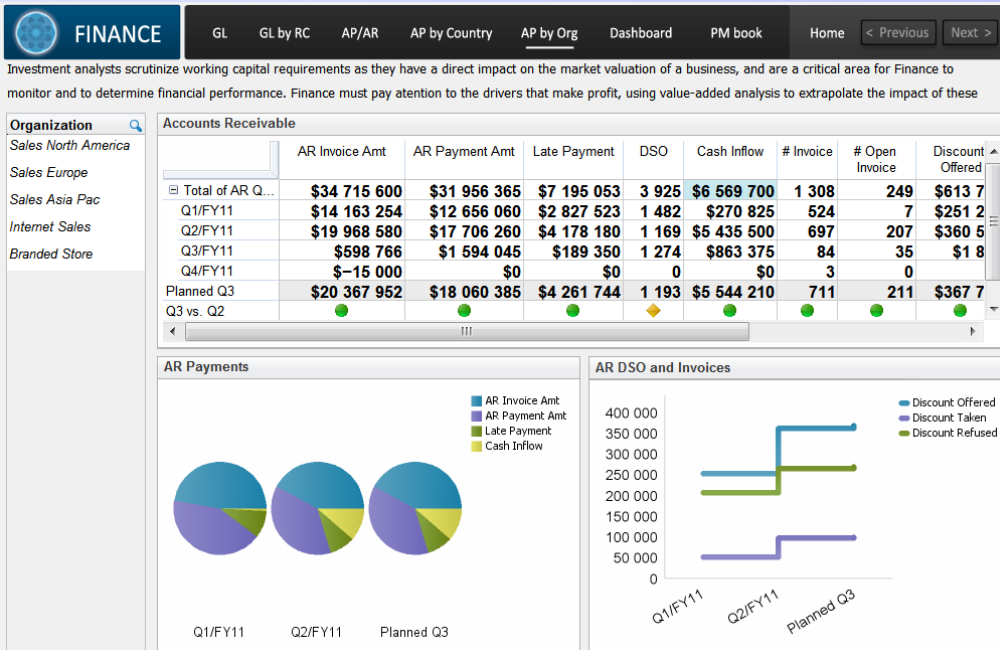 FINANCE
GL GL by RC AP/AR AP by Country AP by Org Dashboard PM book Home < Previous Next >
Investment analysts scrutinize working capital requirements as they have a direct impact on the market valuation of a business, and are a critical area for Finance to
monitor and to determine financial performance. Finance must pay atention to the drivers that make profit, using value-added analysis to extrapolate the impact of these
Organization
Sales North America
Sales Europe
Sales Asia Pac
Internet Sales
Branded Store
Accounts Receivable
AR Invoice Amt AR Payment Amt Late Payment DSO Cash Inflow # Invoice # Open Invoice Discount Offered
Total of AR Q... $34 715 600 $31 956 365 $7 195 053 3 925 $6 569 700 1 308 249 $613 7
Q1/FY11 $14 163 254 $12 656 060 $2 827 523 1 482 $270 825 524 7 $251 2
Q2/FY11 $19 968 580 $17 706 260 $4 178 180 1 169 $5 435 500 697 207 $360 5
Q3/FY11 $598 766 $1 594 045 $189 350 1 274 $863 375 84 35 $1 8
Q4/FY11 $-15 000 $0 $0 0 $0 3 0
Planned Q3 $20 367 952 $18 060 385 $4 261 744 1 193 $5 544 210 711 211 $367 7
Q3 vs. Q2
AR Payments
AR Invoice Amt
AR Payment Amt
Late Payment
Cash Inflow
Q1/FY11 Q2/FY11 Planned Q3
AR DSO and Invoices
Discount Offered
Discount Taken
Discount Refused
400 000
350 000
300 000
250 000
200 000
150 000
100 000
50 000
0
Q1/FY11 Q2/FY11 Planned Q3